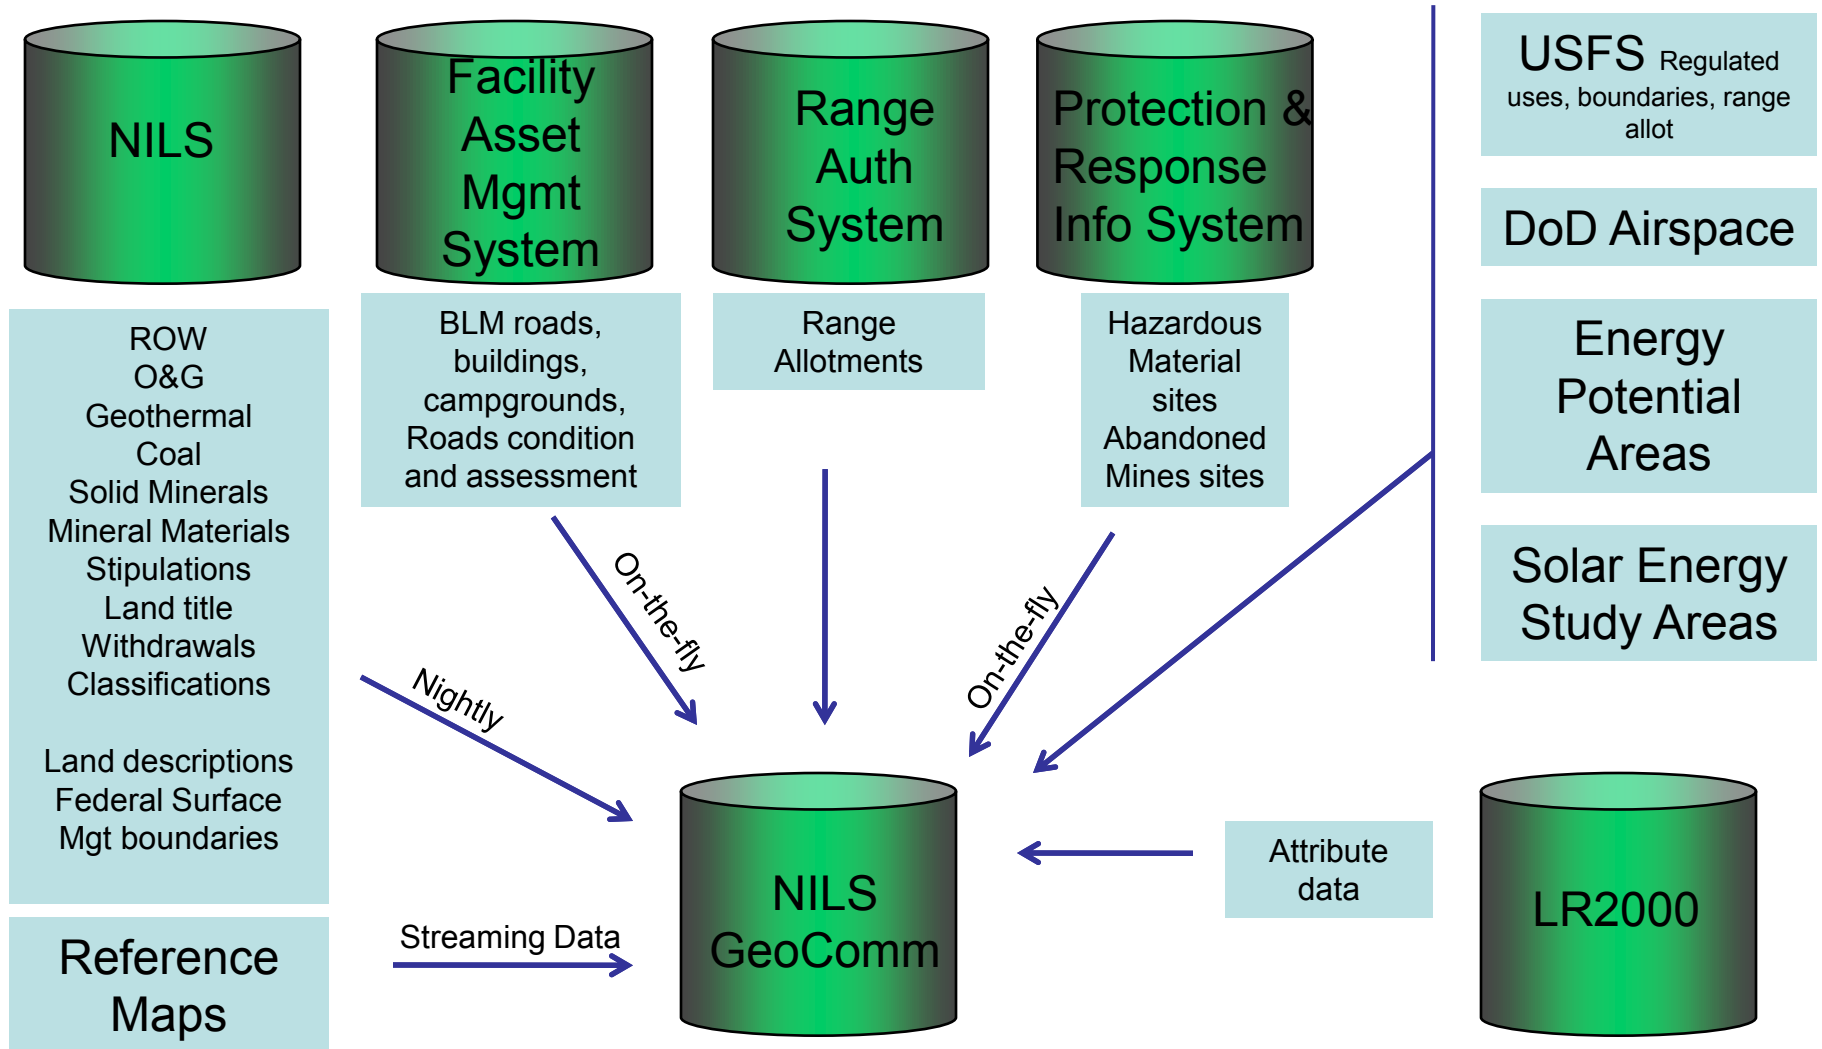 NILS
Facility
Asset
Mgmt
System
Range
Auth
System
Protection &
Response
Info System
USFS Regulated
uses, boundaries, range
allot
DoD Airspace
Energy
Potential
Areas
Solar Energy
Study Areas
ROW
O&G
Geothermal
Coal
Solid Minerals
Mineral Materials
Stipulations
Land title
Withdrawals
Classifications
Land descriptions
Federal Surface
Mgt boundaries
BLM roads,
buildings,
campgrounds,
Roads condition
and assessment
Range
Allotments
Hazardous
Material
sites
Abandoned
Mines sites
On-the-fly
On-the-fly
Nightly
Reference
Maps
Streaming Data
NILS
GeoComm
Attribute
data
LR2000